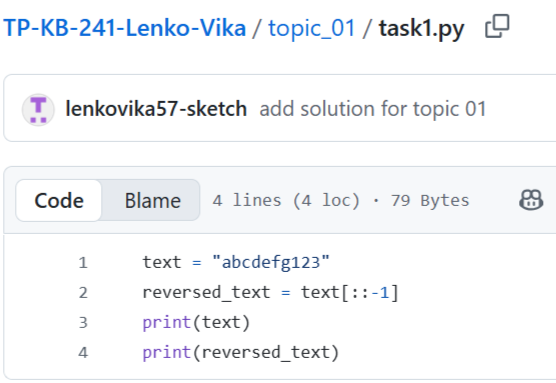 TP-KB-241-Lenko-Vika / topic_01 / task1.py
lenkovika57-sketch add solution for topic 01
Code Blame 4 lines (4 loc) · 79 Bytes
1 text = "abcdefg123"
2 reversed_text = text[::-1]
3 print(text)
4 print(reversed_text)